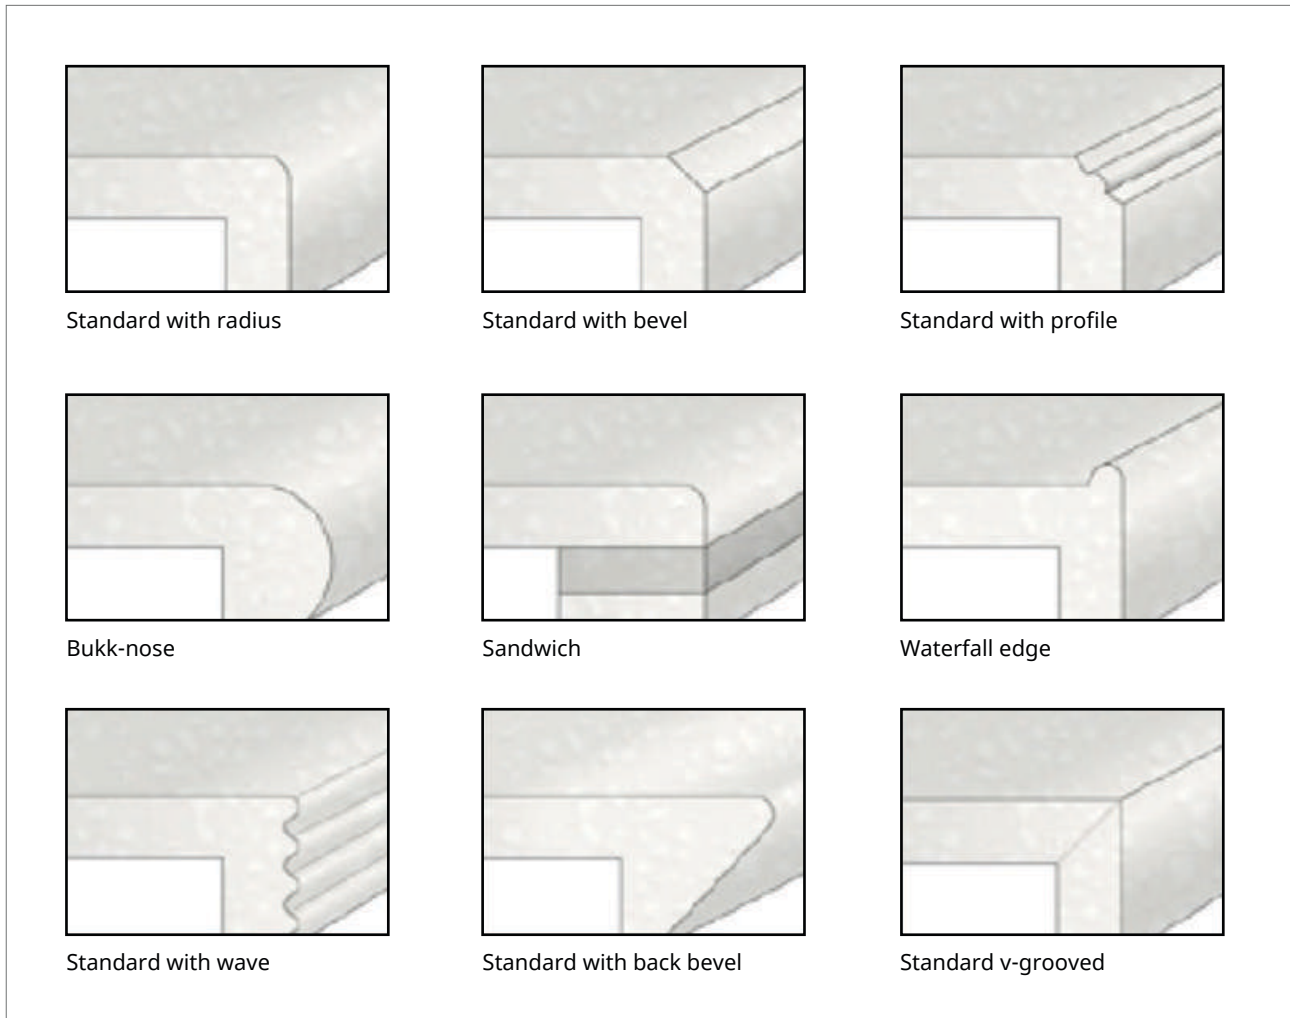 Standard with radius
Standard with bevel
Standard with profile
Bukk-nose
Sandwich
Waterfall edge
Standard with wave
Standard with back bevel
Standard v-grooved